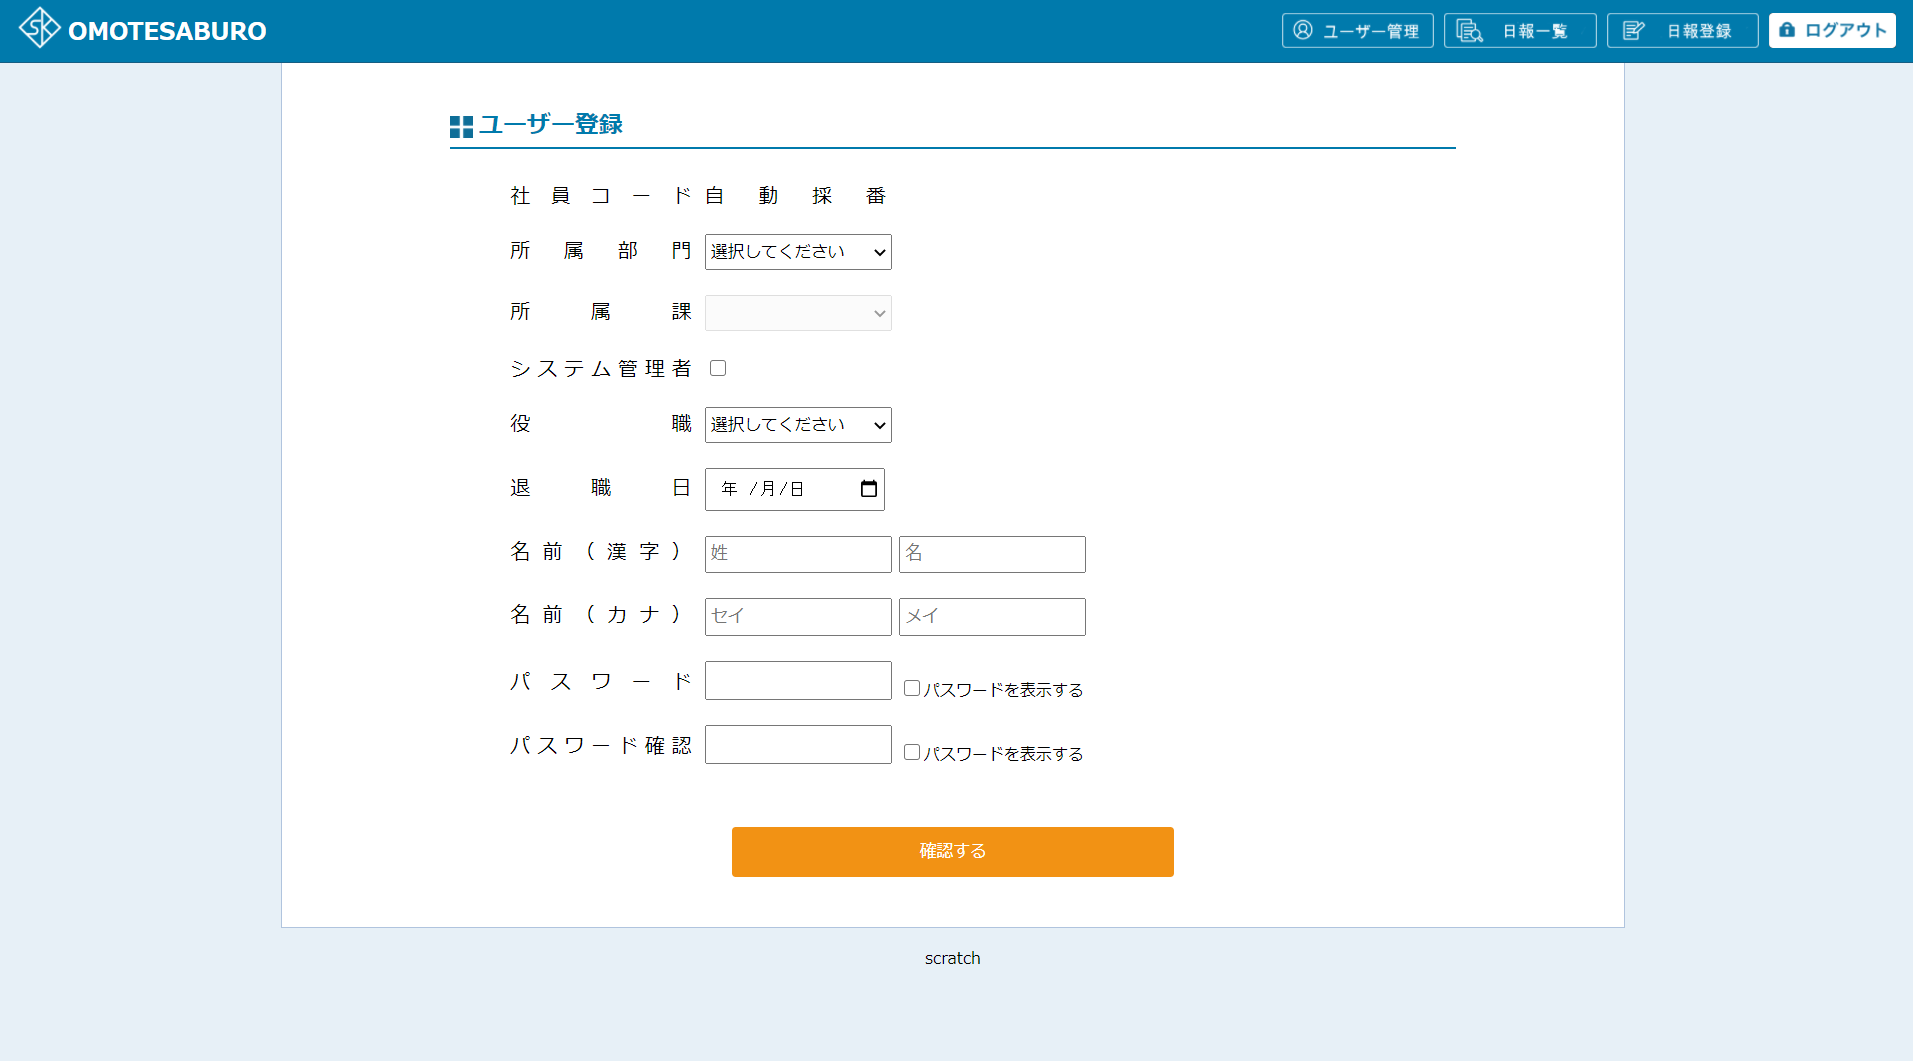 OMOTESABURO ユーザー管理 日報一覧 日報登録 ログアウト
ユーザー登録
社員コード 自動採番
所属部門 選択してください
所属課
システム管理者
役職 選択してください
退職日 年 /月/日
名前（漢字） 姓 名
名前（カナ） セイ メイ
パスワード パスワードを表示する
パスワード確認 パスワードを表示する
確認する
scratch